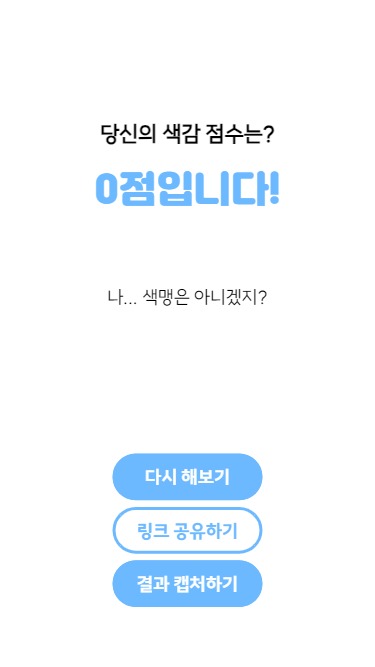 당신의 색감 점수는?
0점입니다!
나... 색맹은 아니겠지?
다시 해보기
링크 공유하기
결과 캡처하기